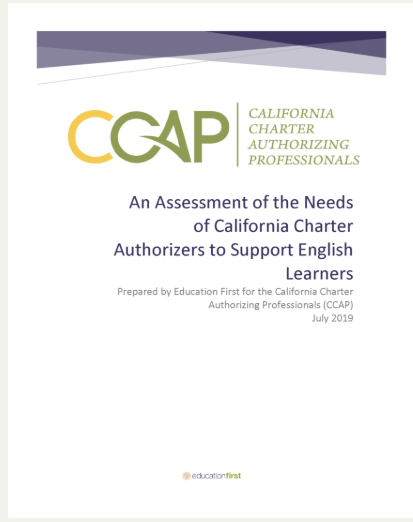 CCAP
CALIFORNIA
CHARTER
AUTHORIZING
PROFESSIONALS
An Assessment of the Needs
of California Charter
Authorizers to Support English
Learners
Prepared by Education First for the California Charter
Authorizing Professionals (CCAP)
July 2019
educationfirst